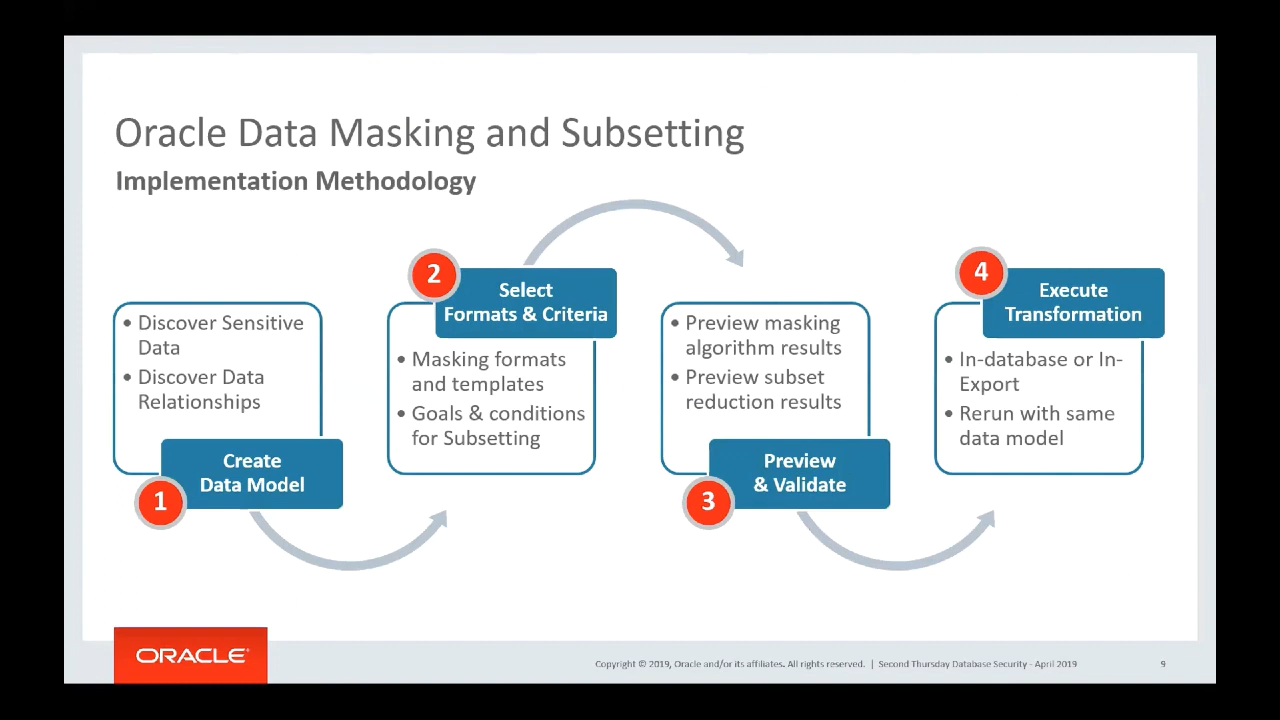 Oracle Data Masking and Subsetting
Implementation Methodology
• Discover Sensitive
Data
• Discover Data
Relationships
Create
Data Model
1
2
Select
Formats & Criteria
• Masking formats
and templates
• Goals & conditions
for Subsetting
• Preview masking
algorithm results
• Preview subset
reduction results
Preview
& Validate
3
4
Execute
Transformation
• In-database or In-
Export
• Rerun with same
data model
ORACLE®
Copyright © 2019, Oracle and/or its affiliates. All rights reserved. | Second Thursday Database Security - April 2019
9